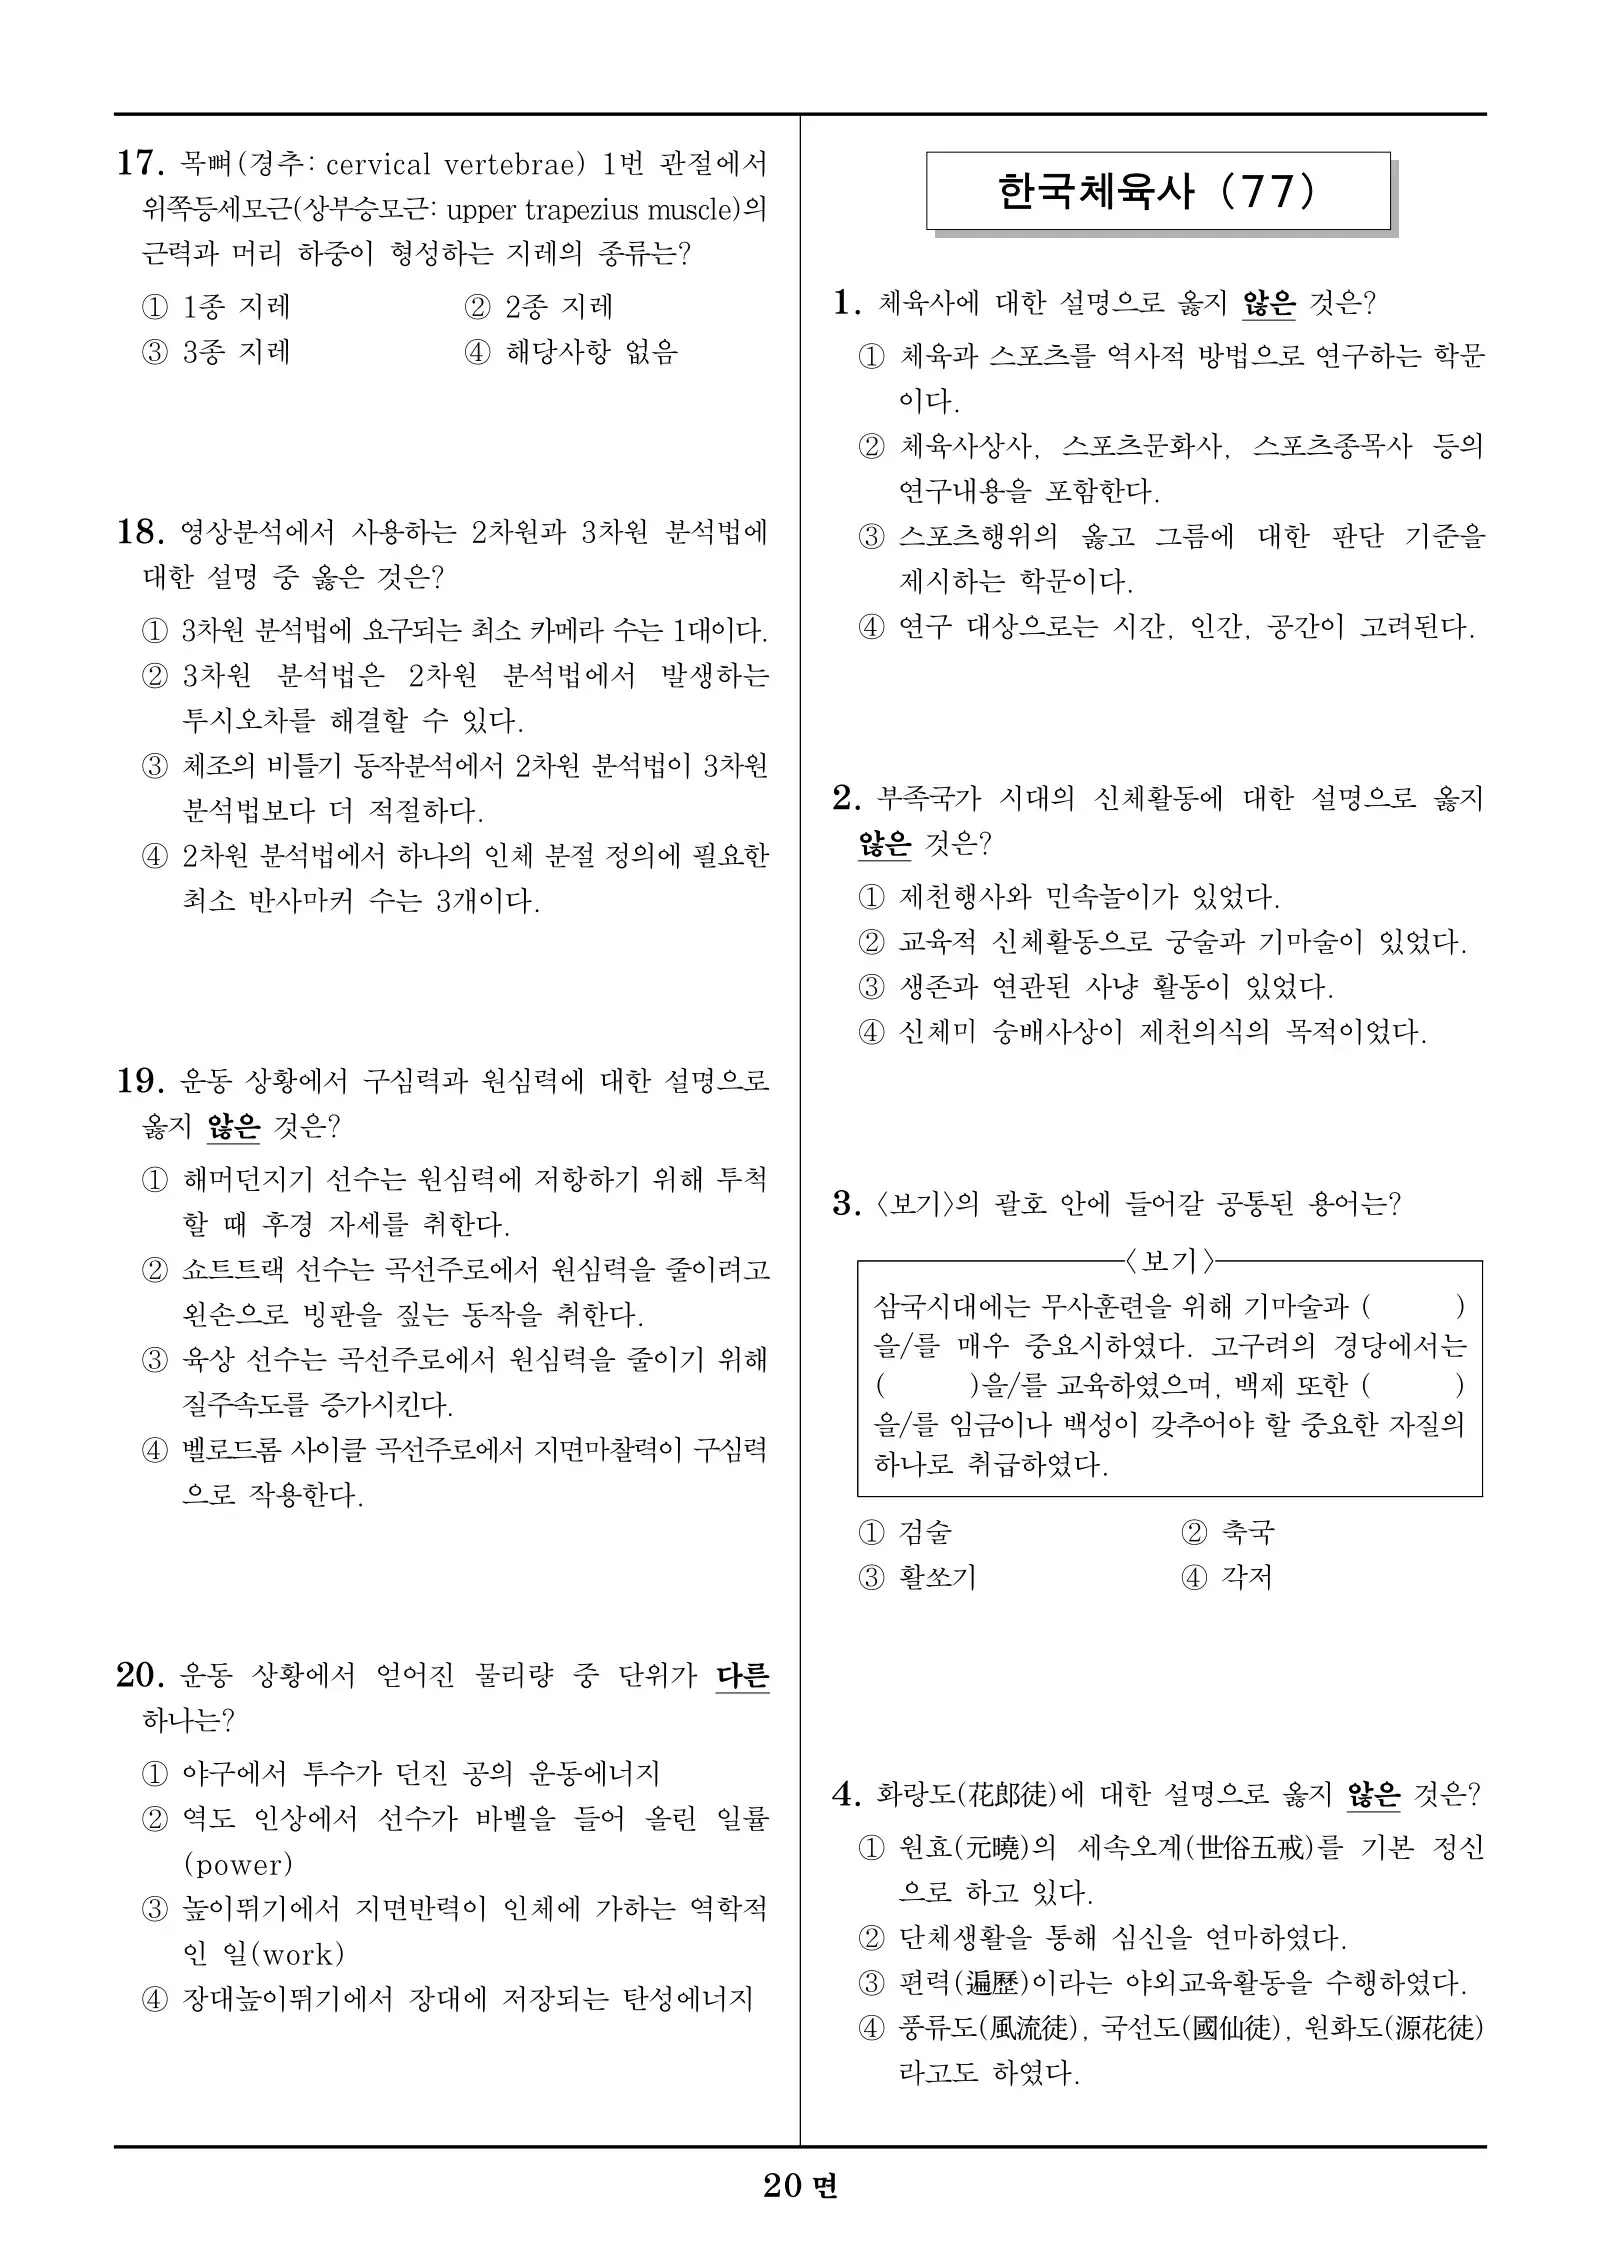 17. 목뼈(경추: cervical vertebrae) 1번 관절에서
위쪽등세모근(상부승모근: upper trapezius muscle)의
근력과 머리 하중이 형성하는 지레의 종류는?
① 1종 지레 ② 2종 지레
③ 3종 지레 ④ 해당사항 없음
18. 영상분석에서 사용하는 2차원과 3차원 분석법에
대한 설명 중 옳은 것은?
① 3차원 분석법에 요구되는 최소 카메라 수는 1대이다.
② 3차원 분석법은 2차원 분석법에서 발생하는
투시오차를 해결할 수 있다.
③ 체조의 비틀기 동작분석에서 2차원 분석법이 3차원
분석법보다 더 적절하다.
④ 2차원 분석법에서 하나의 인체 분절 정의에 필요한
최소 반사마커 수는 3개이다.
19. 운동 상황에서 구심력과 원심력에 대한 설명으로
옳지 않은 것은?
① 해머던지기 선수는 원심력에 저항하기 위해 투척
할 때 후경 자세를 취한다.
② 쇼트트랙 선수는 곡선주로에서 원심력을 줄이려고
왼손으로 빙판을 짚는 동작을 취한다.
③ 육상 선수는 곡선주로에서 원심력을 줄이기 위해
질주속도를 증가시킨다.
④ 벨로드롬 사이클 곡선주로에서 지면마찰력이 구심력
으로 작용한다.
20. 운동 상황에서 얻어진 물리량 중 단위가 다른
하나는?
① 야구에서 투수가 던진 공의 운동에너지
② 역도 인상에서 선수가 바벨을 들어 올린 일률
(power)
③ 높이뛰기에서 지면반력이 인체에 가하는 역학적
인 일(work)
④ 장대높이뛰기에서 장대에 저장되는 탄성에너지
한국체육사 (77)
1. 체육사에 대한 설명으로 옳지 않은 것은?
① 체육과 스포츠를 역사적 방법으로 연구하는 학문
이다.
② 체육사상사, 스포츠문화사, 스포츠종목사 등의
연구내용을 포함한다.
③ 스포츠행위의 옳고 그름에 대한 판단 기준을
제시하는 학문이다.
④ 연구 대상으로는 시간, 인간, 공간이 고려된다.
2. 부족국가 시대의 신체활동에 대한 설명으로 옳지
않은 것은?
① 제천행사와 민속놀이가 있었다.
② 교육적 신체활동으로 궁술과 기마술이 있었다.
③ 생존과 연관된 사냥 활동이 있었다.
④ 신체미 숭배사상이 제천의식의 목적이었다.
3. 〈보기〉의 괄호 안에 들어갈 공통된 용어는?
〈보기〉
삼국시대에는 무사훈련을 위해 기마술과 (      )
을/를 매우 중요시하였다. 고구려의 경당에서는
(      )을/를 교육하였으며, 백제 또한 (      )
을/를 임금이나 백성이 갖추어야 할 중요한 자질의
하나로 취급하였다.
① 검술 ② 축국
③ 활쏘기 ④ 각저
4. 화랑도(花郎徒)에 대한 설명으로 옳지 않은 것은?
① 원효(元曉)의 세속오계(世俗五戒)를 기본 정신
으로 하고 있다.
② 단체생활을 통해 심신을 연마하였다.
③ 편력(遍歷)이라는 야외교육활동을 수행하였다.
④ 풍류도(風流徒), 국선도(國仙徒), 원화도(源花徒)
라고도 하였다.
20 면